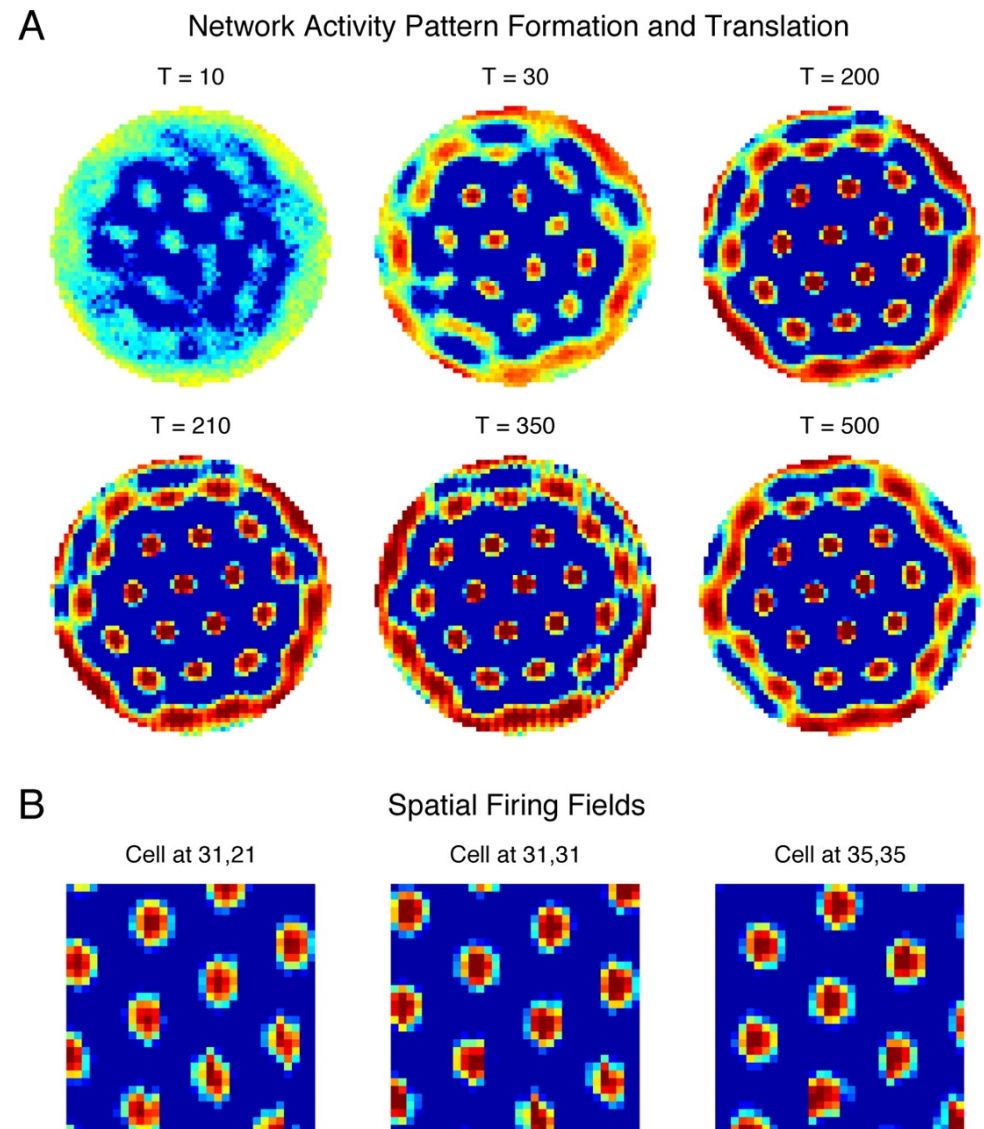 A
Network Activity Pattern Formation and Translation
T = 10
T = 30
T = 200
T = 210
T = 350
T = 500
B
Spatial Firing Fields
Cell at 31,21
Cell at 31,31
Cell at 35,35